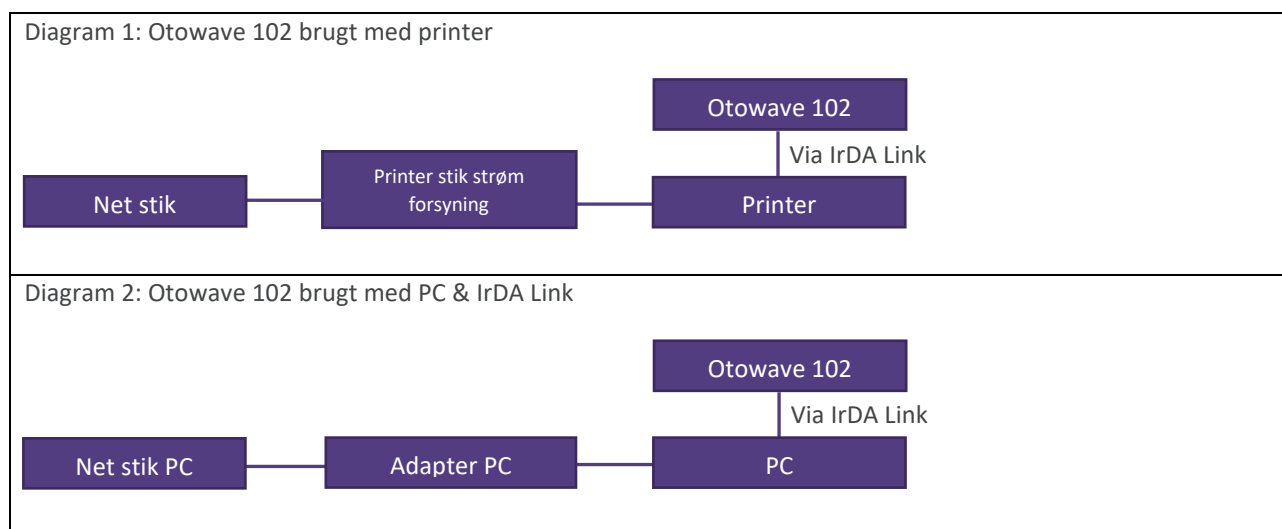 Diagram 1: Otowave 102 brugt med printer
Otowave 102
Via IrDA Link
Printer stik strøm
forsyning
Net stik
Printer
Diagram 2: Otowave 102 brugt med PC & IrDA Link
Otowave 102
Via IrDA Link
Net stik PC
Adapter PC
PC